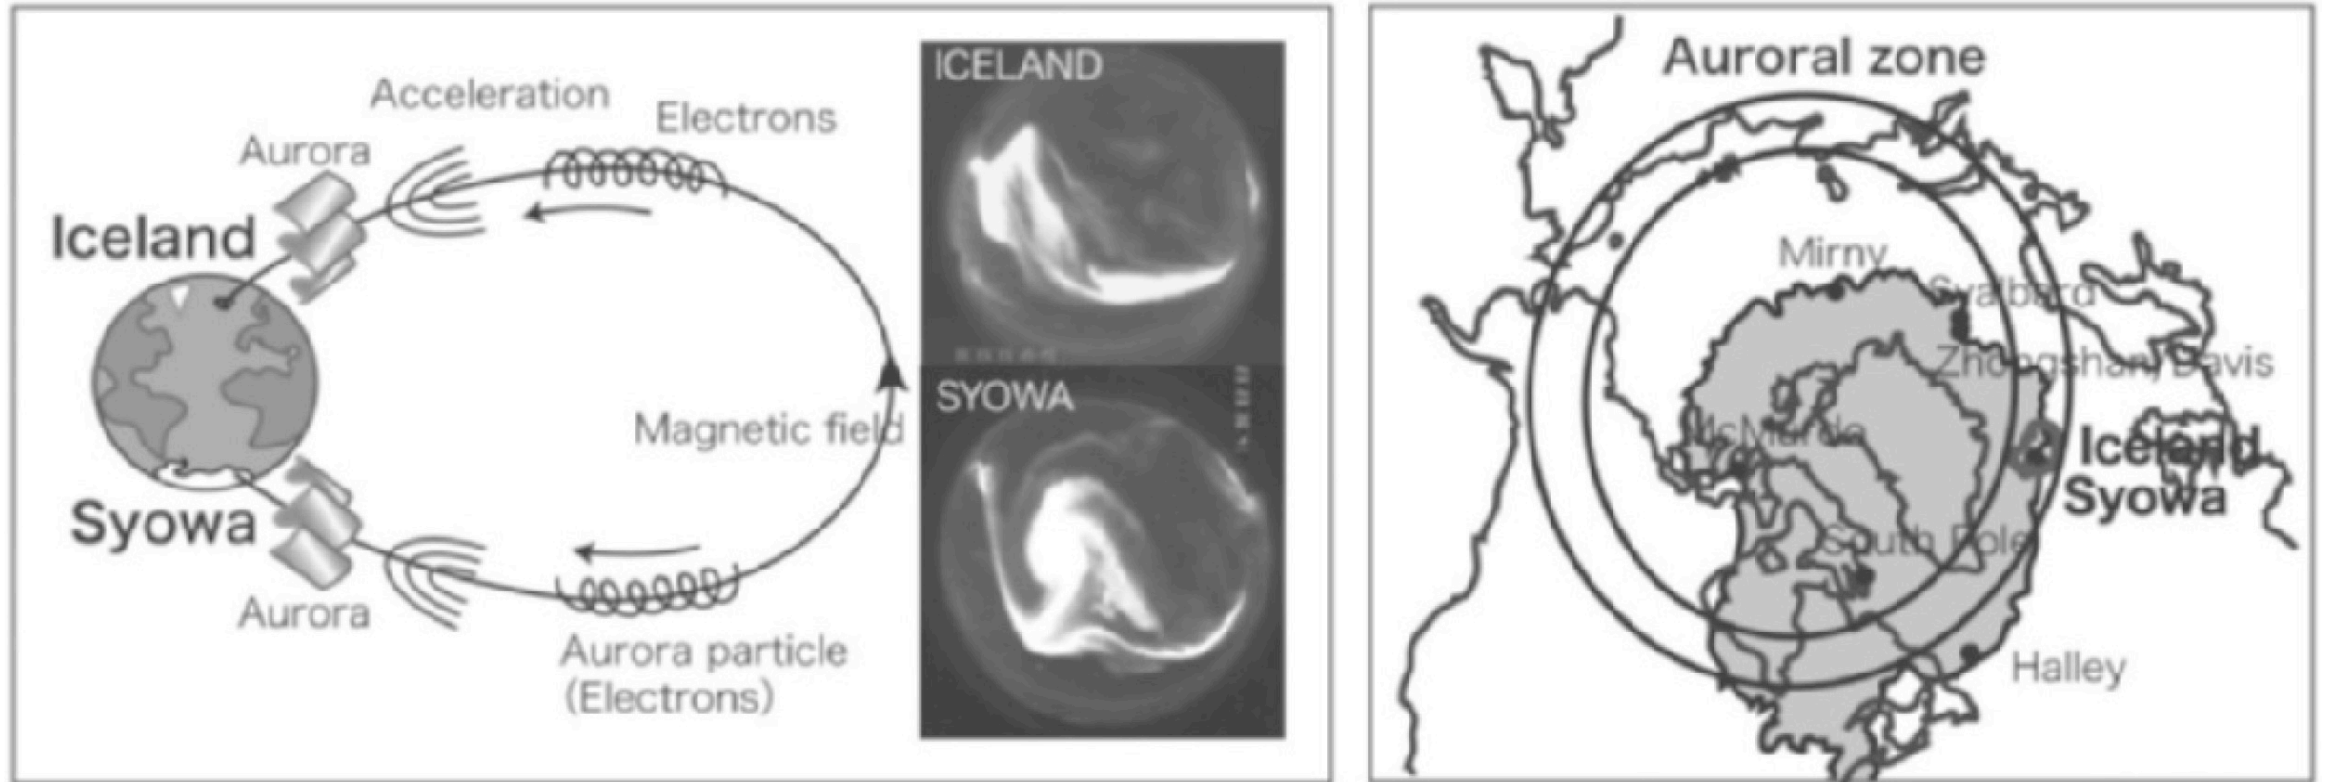 Acceleration
Electrons
Aurora
Iceland
Magnetic field
Syowa
Aurora
Aurora particle
(Electrons)
ICELAND
SYOWA
Auroral zone
Mirny
Svalbard
Zhongshan, Davis
McMurdo
Iceland
Syowa
South Pole
Halley